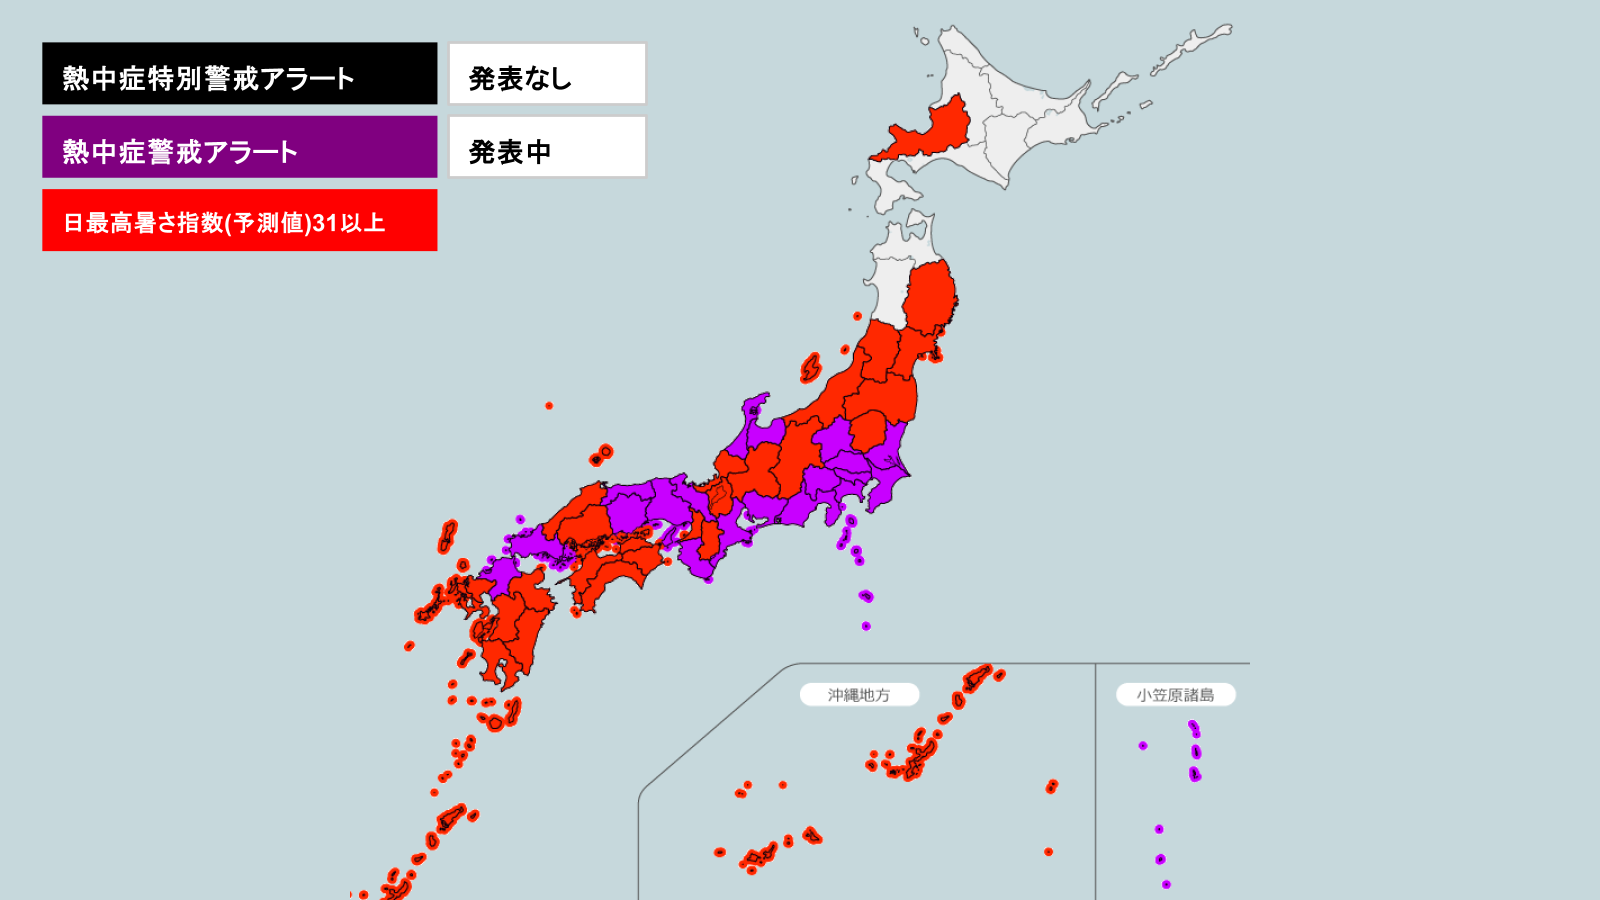 熱中症特別警戒アラート
発表なし
熱中症警戒アラート
発表中
日最高暑さ指数(予測値)31以上
沖縄地方
小笠原諸島